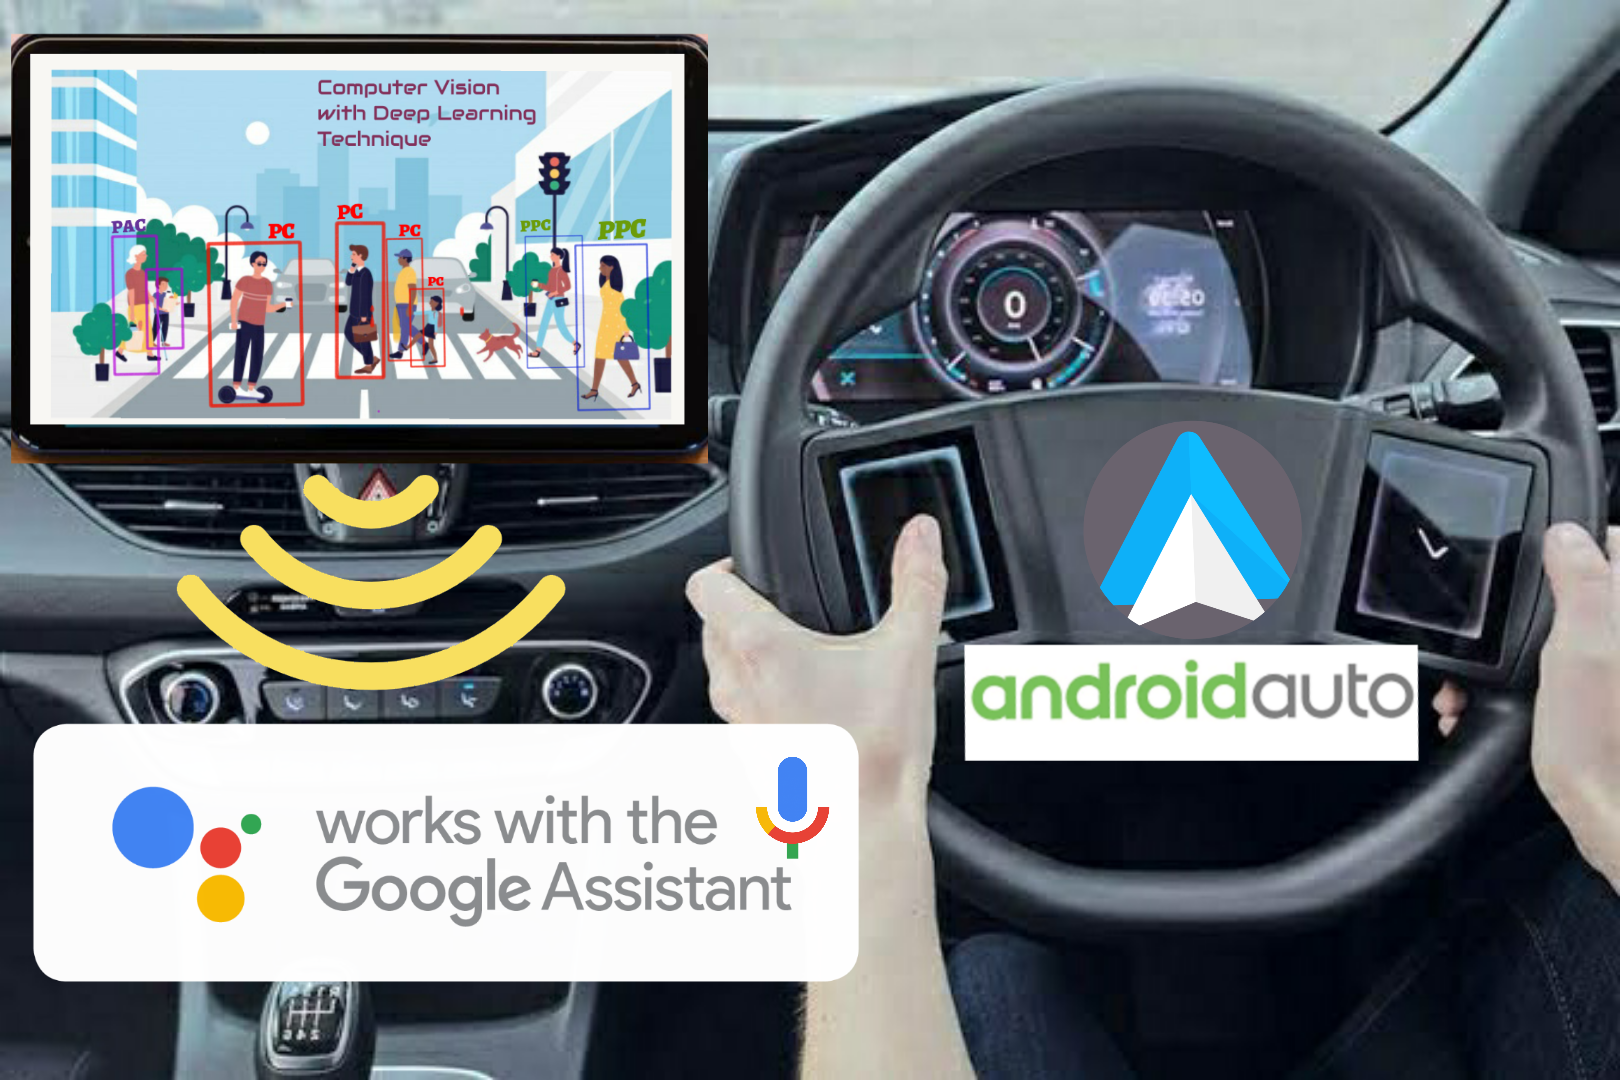 Computer Vision
with Deep Learning
Technique
PAC
PC
PC
PC
PC
PPC
PPC
0
androidauto
works with the
Google Assistant